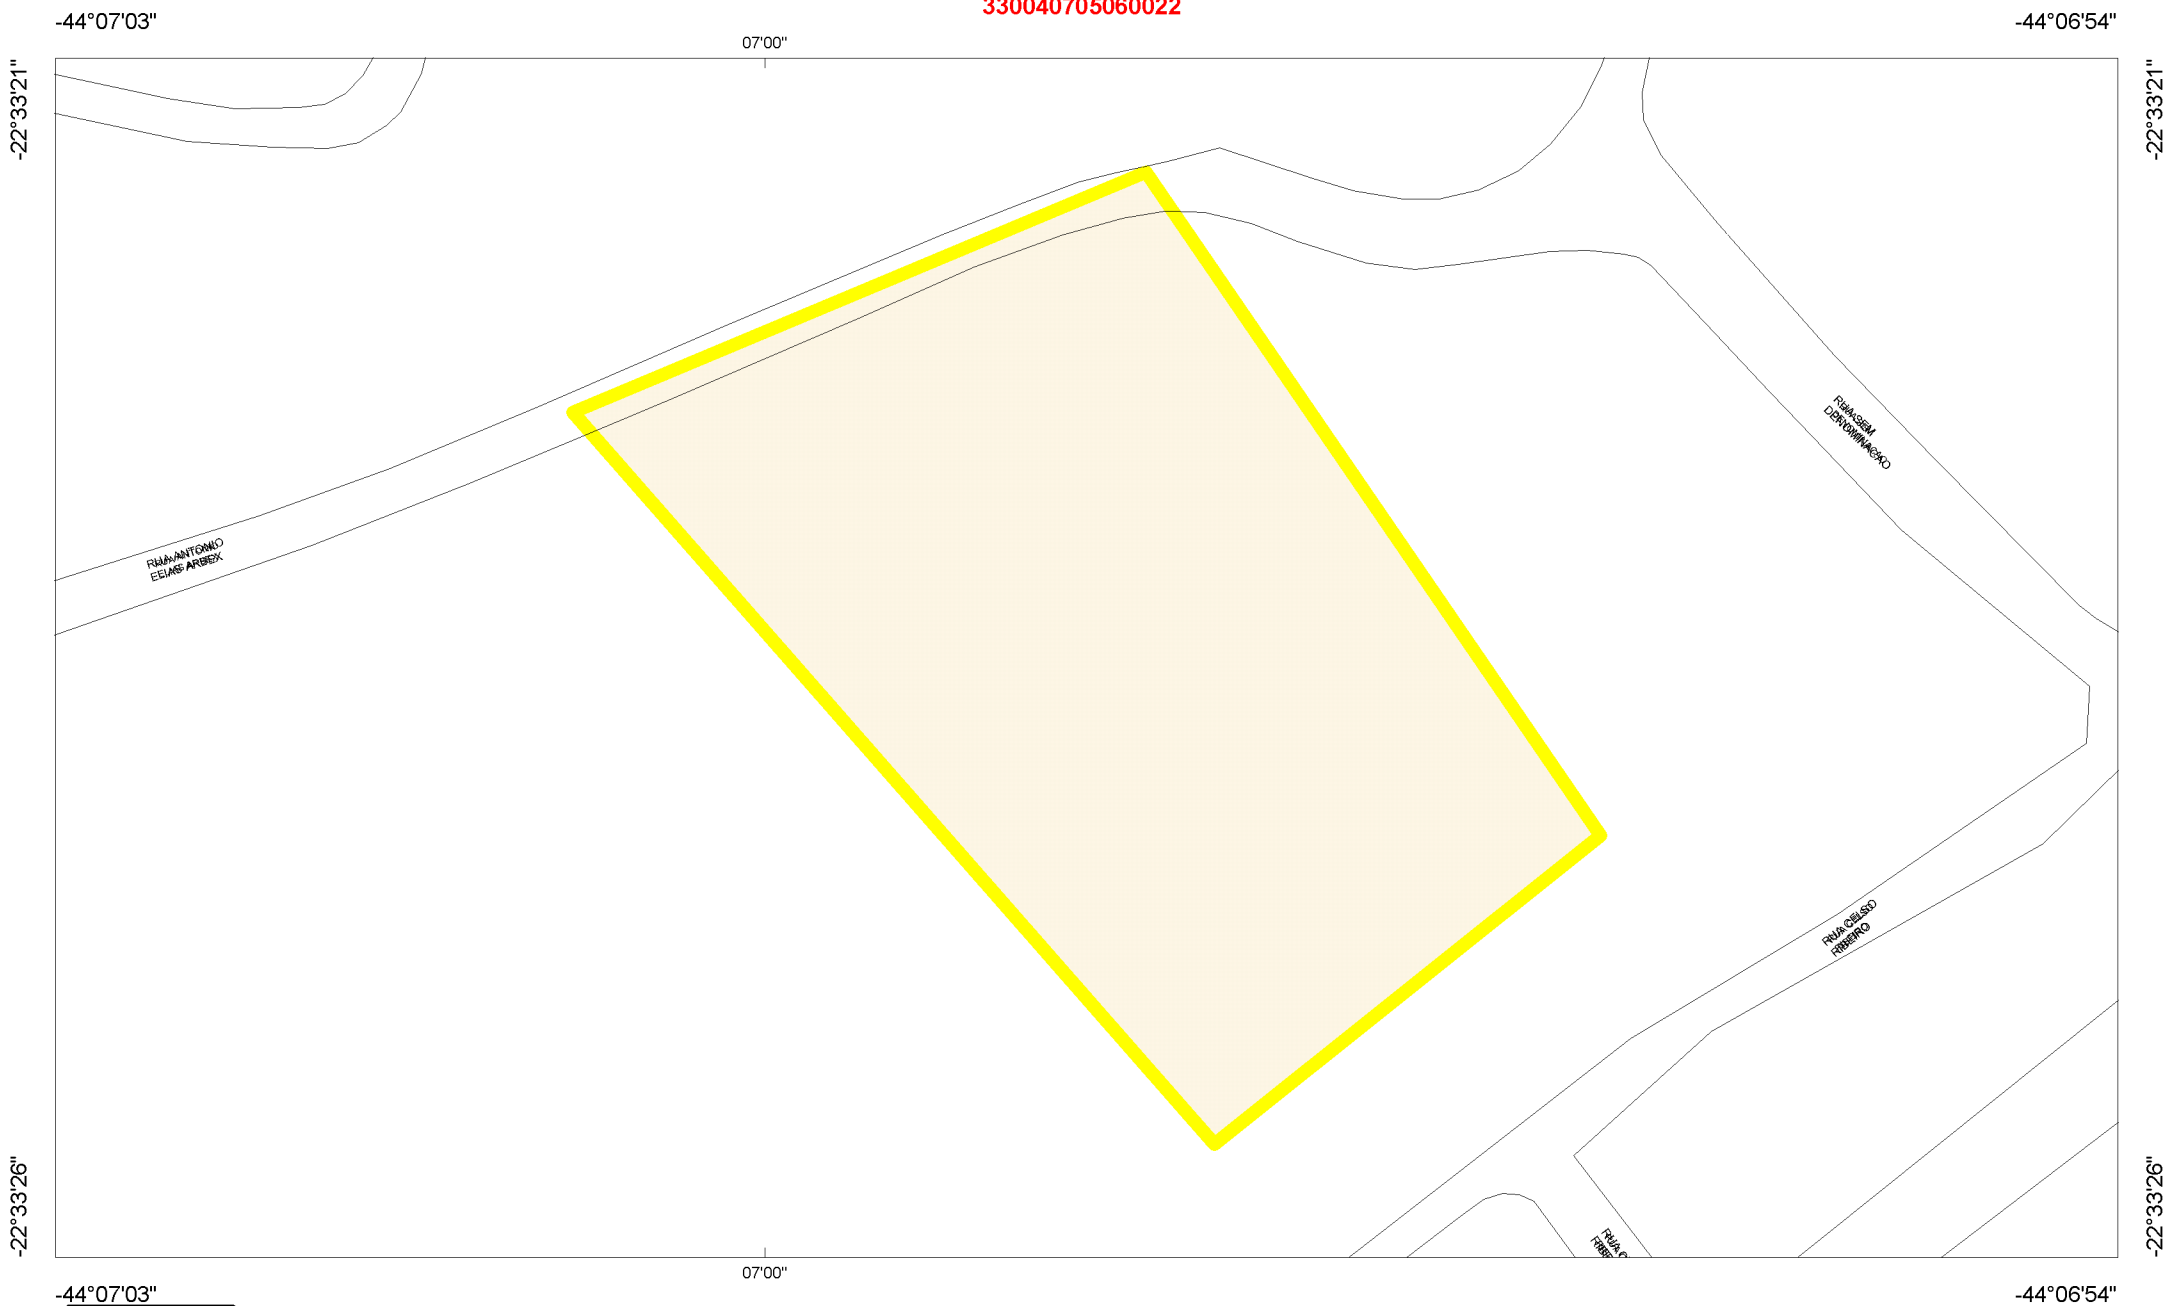 330040705060022
-44°07'03"
-44°06'54"
07'00"
-22°33'21"
-22°33'21"
RUA SEM
DENOMINACAO
RUA ANTONIO
ELIAS ARBEX
RUA CELSO
RIBEIRO
RUA C
-22°33'26"
-22°33'26"
07'00"
-44°07'03"
-44°06'54"